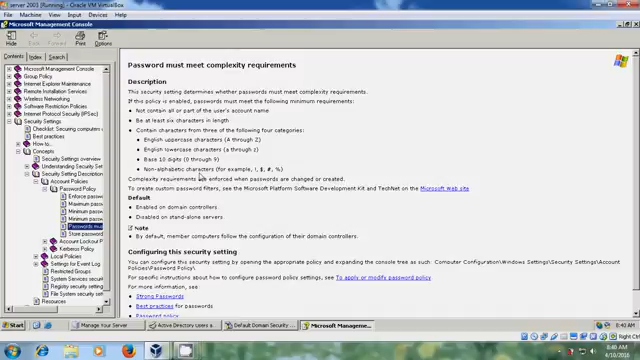 server 2003 [Running] - Oracle VM VirtualBox
Machine View Input Devices Help
Microsoft Management Console
Hide Print Options
Contents Index Search
Microsoft Management Console
Group Policy
Internet Explorer Maintenance
Remote Installation Services
Wireless Networking
Software Restriction Policies
Internet Protocol Security (IPSec)
Security Settings
Checklist: Securing computers
Best practices
How to...
Concepts
Security Settings overview
Understanding Security Set
Security Setting Description
Account Policies
Password Policy
Enforce passwo
Maximum passw
Minimum passw
Minimum passw
Passwords mus
Store password
Account Lockout P
Kerberos Policy
Local Policies
Settings for Event Log
Restricted Groups
System Services securi
Registry security settin
File System security set
Resources
Password must meet complexity requirements
Description
This security setting determines whether passwords must meet complexity requirements.
If this policy is enabled, passwords must meet the following minimum requirements:
• Not contain all or part of the user's account name
• Be at least six characters in length
• Contain characters from three of the following four categories:
• English uppercase characters (A through Z)
• English lowercase characters (a through z)
• Base 10 digits (0 through 9)
• Non-alphabetic characters (for example, !, $, #, %)
Complexity requirements are enforced when passwords are changed or created.
To create custom password filters, see the Microsoft Platform Software Development Kit and TechNet on the Microsoft Web site
Default
• Enabled on domain controllers
• Disabled on stand-alone servers
Note
• By default, member computers follow the configuration of their domain controllers.
Configuring this security setting
You can configure this security setting by opening the appropriate policy and expanding the console tree as such: Computer Configuration\Windows Settings\Security Settings\Account
Policies\Password Policy\
For specific instructions about how to configure password policy settings, see To apply or modify password policy
For more information, see:
• Strong Passwords
• Best practices for passwords
• Password policy
Start Manage Your Server Active Directory Users a Default Domain Security Microsoft Manageme... 8:40 AM
Right Ctrl
8:40 AM
4/10/2016